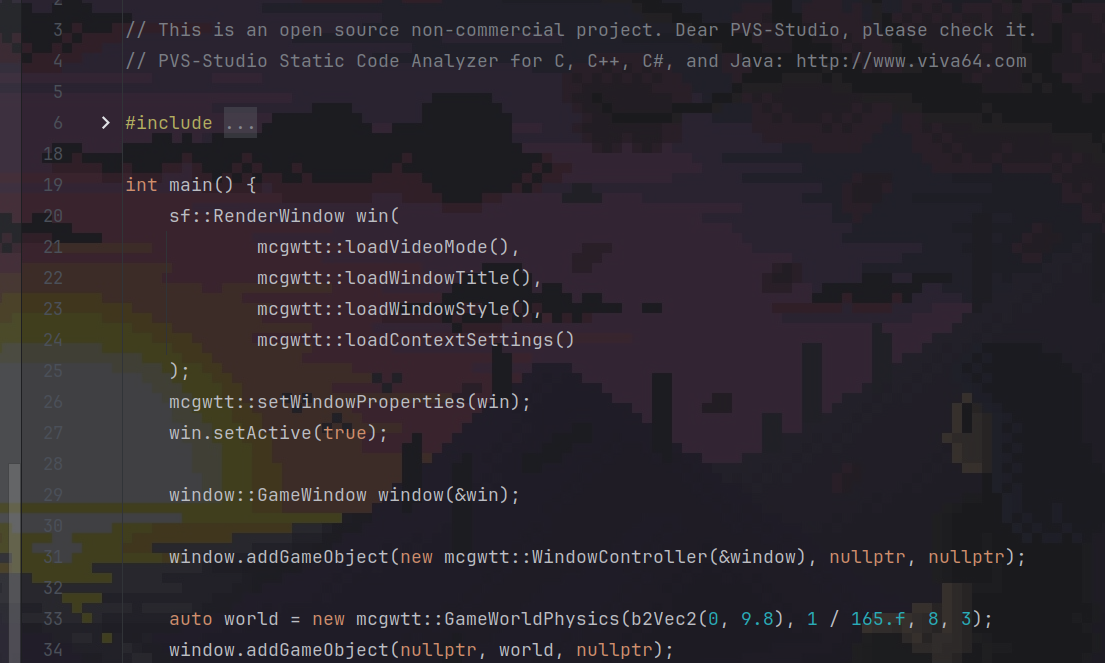 2
3 // This is an open source non-commercial project. Dear PVS-Studio, please check it.
4 // PVS-Studio Static Code Analyzer for C, C++, C#, and Java: http://www.viva64.com
5
6 #include ...
18
19 int main() {
20     sf::RenderWindow win(
21             mcgwtt::loadVideoMode(),
22             mcgwtt::loadWindowTitle(),
23             mcgwtt::loadWindowStyle(),
24             mcgwtt::loadContextSettings()
25     );
26     mcgwtt::setWindowProperties(win);
27     win.setActive(true);
28
29     window::GameWindow window(&win);
30
31     window.addGameObject(new mcgwtt::WindowController(&window), nullptr, nullptr);
32
33     auto world = new mcgwtt::GameWorldPhysics(b2Vec2(0, 9.8), 1 / 165.f, 8, 3);
34     window.addGameObject(nullptr, world, nullptr);